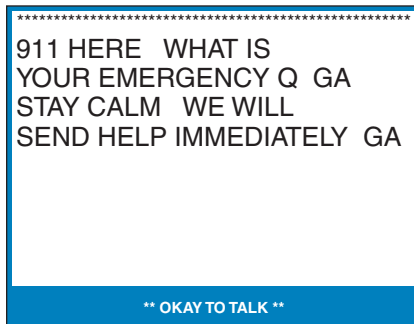 *****************************************************
911 HERE   WHAT IS
YOUR EMERGENCY Q  GA
STAY CALM   WE WILL
SEND HELP IMMEDIATELY  GA
** OKAY TO TALK **